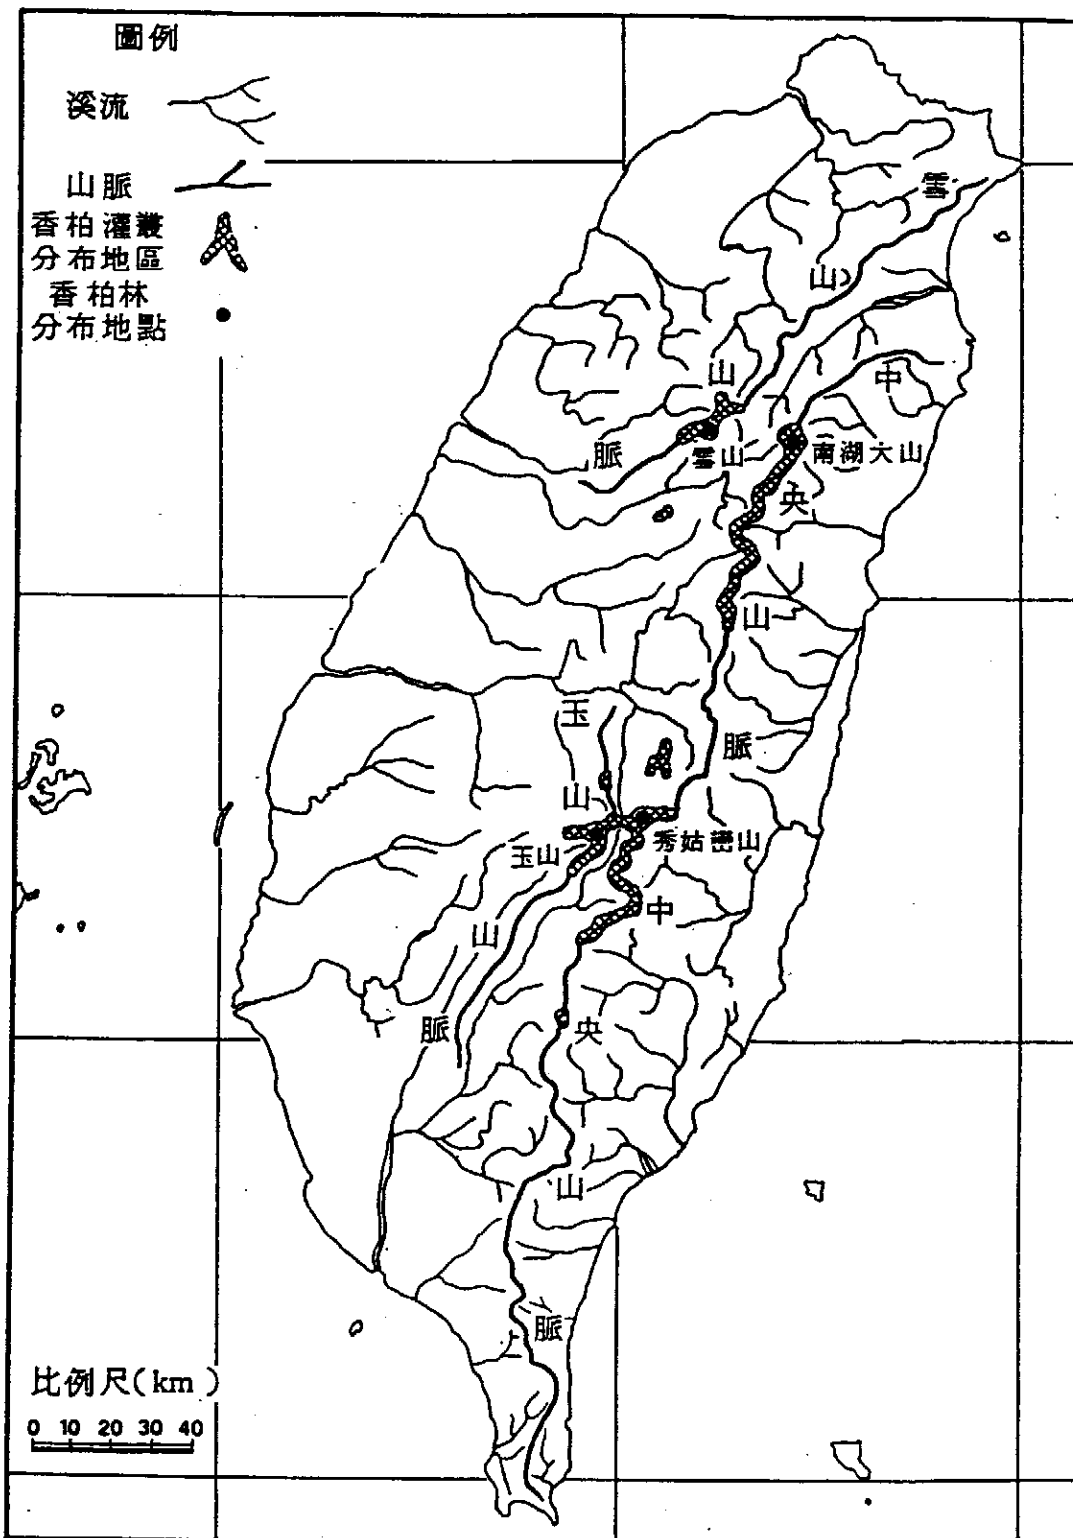 圖例
溪流
山脈
香柏灌叢
分布地區
香柏林
分布地點
雪
山
山
脈
雪山
中
南湖大山
央
山
脈
玉
山
玉山
秀姑巒山
山
脈
中
央
山
脈
比例尺(km)
0 10 20 30 40